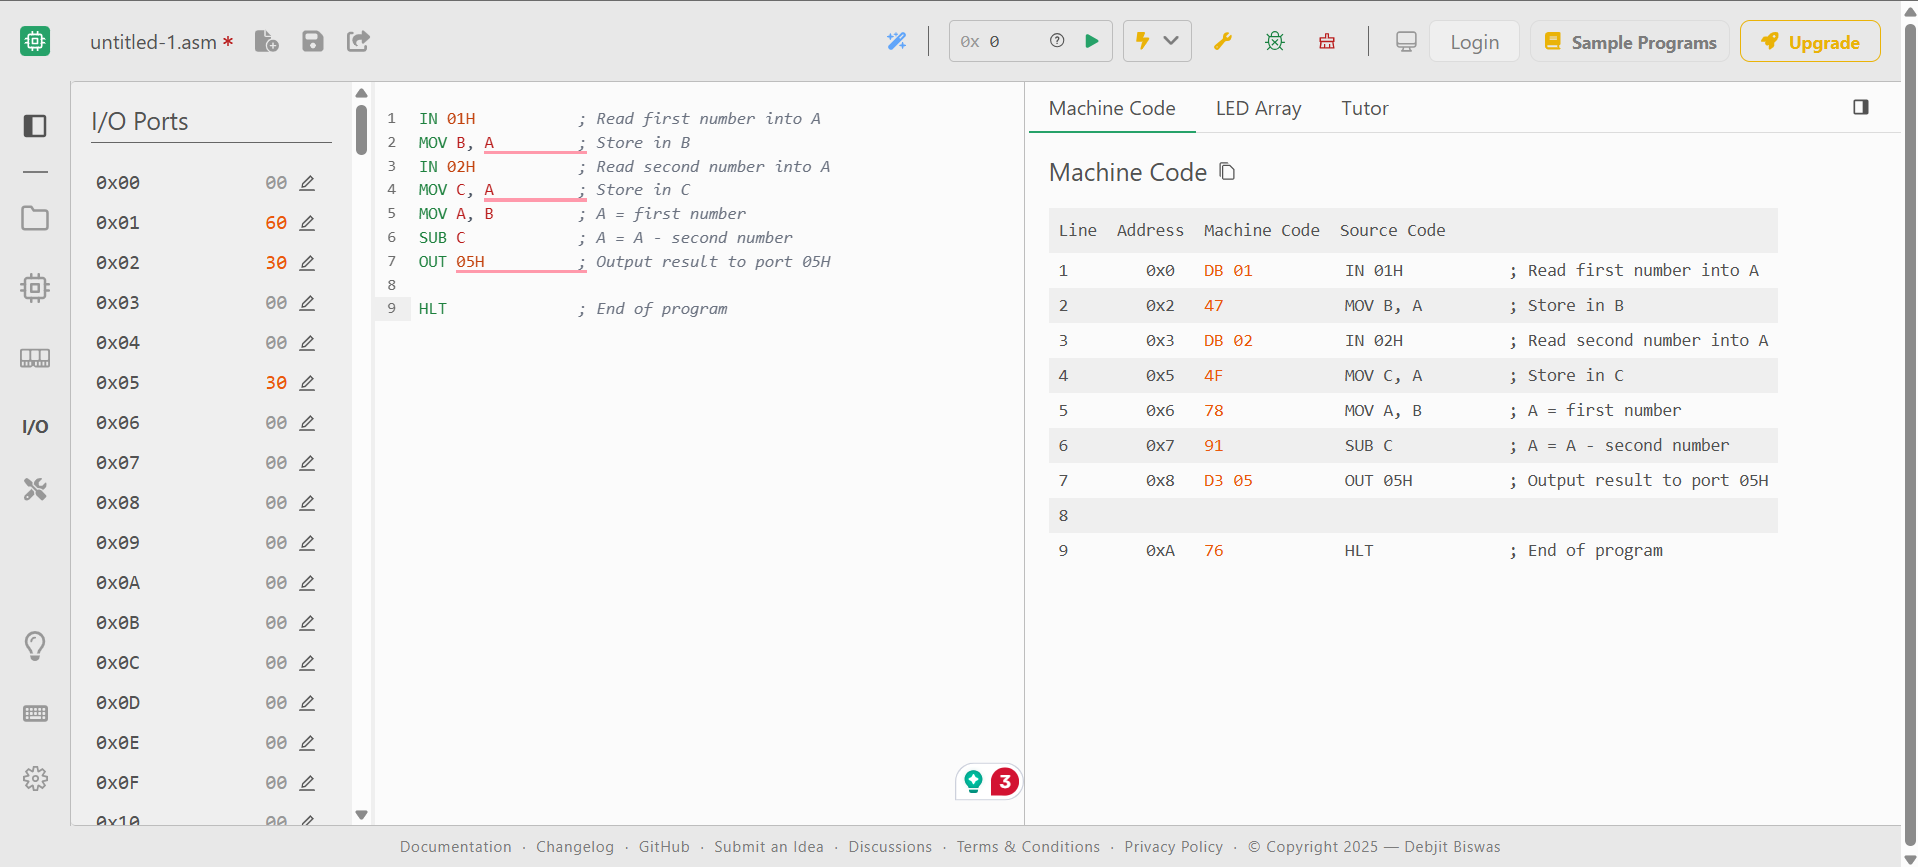 untitled-1.asm *
0x 0
Login
Sample Programs
Upgrade
I/O Ports
0x00 00
0x01 60
0x02 30
0x03 00
0x04 00
0x05 30
0x06 00
0x07 00
0x08 00
0x09 00
0x0A 00
0x0B 00
0x0C 00
0x0D 00
0x0E 00
0x0F 00
0x10 00
I/O
1 IN 01H ; Read first number into A
2 MOV B, A ; Store in B
3 IN 02H ; Read second number into A
4 MOV C, A ; Store in C
5 MOV A, B ; A = first number
6 SUB C ; A = A - second number
7 OUT 05H ; Output result to port 05H
8
9 HLT ; End of program
3
Machine Code LED Array Tutor
Machine Code
Line Address Machine Code Source Code
1 0x0 DB 01 IN 01H ; Read first number into A
2 0x2 47 MOV B, A ; Store in B
3 0x3 DB 02 IN 02H ; Read second number into A
4 0x5 4F MOV C, A ; Store in C
5 0x6 78 MOV A, B ; A = first number
6 0x7 91 SUB C ; A = A - second number
7 0x8 D3 05 OUT 05H ; Output result to port 05H
8
9 0xA 76 HLT ; End of program
Documentation · Changelog · GitHub · Submit an Idea · Discussions · Terms & Conditions · Privacy Policy · © Copyright 2025 — Debjit Biswas